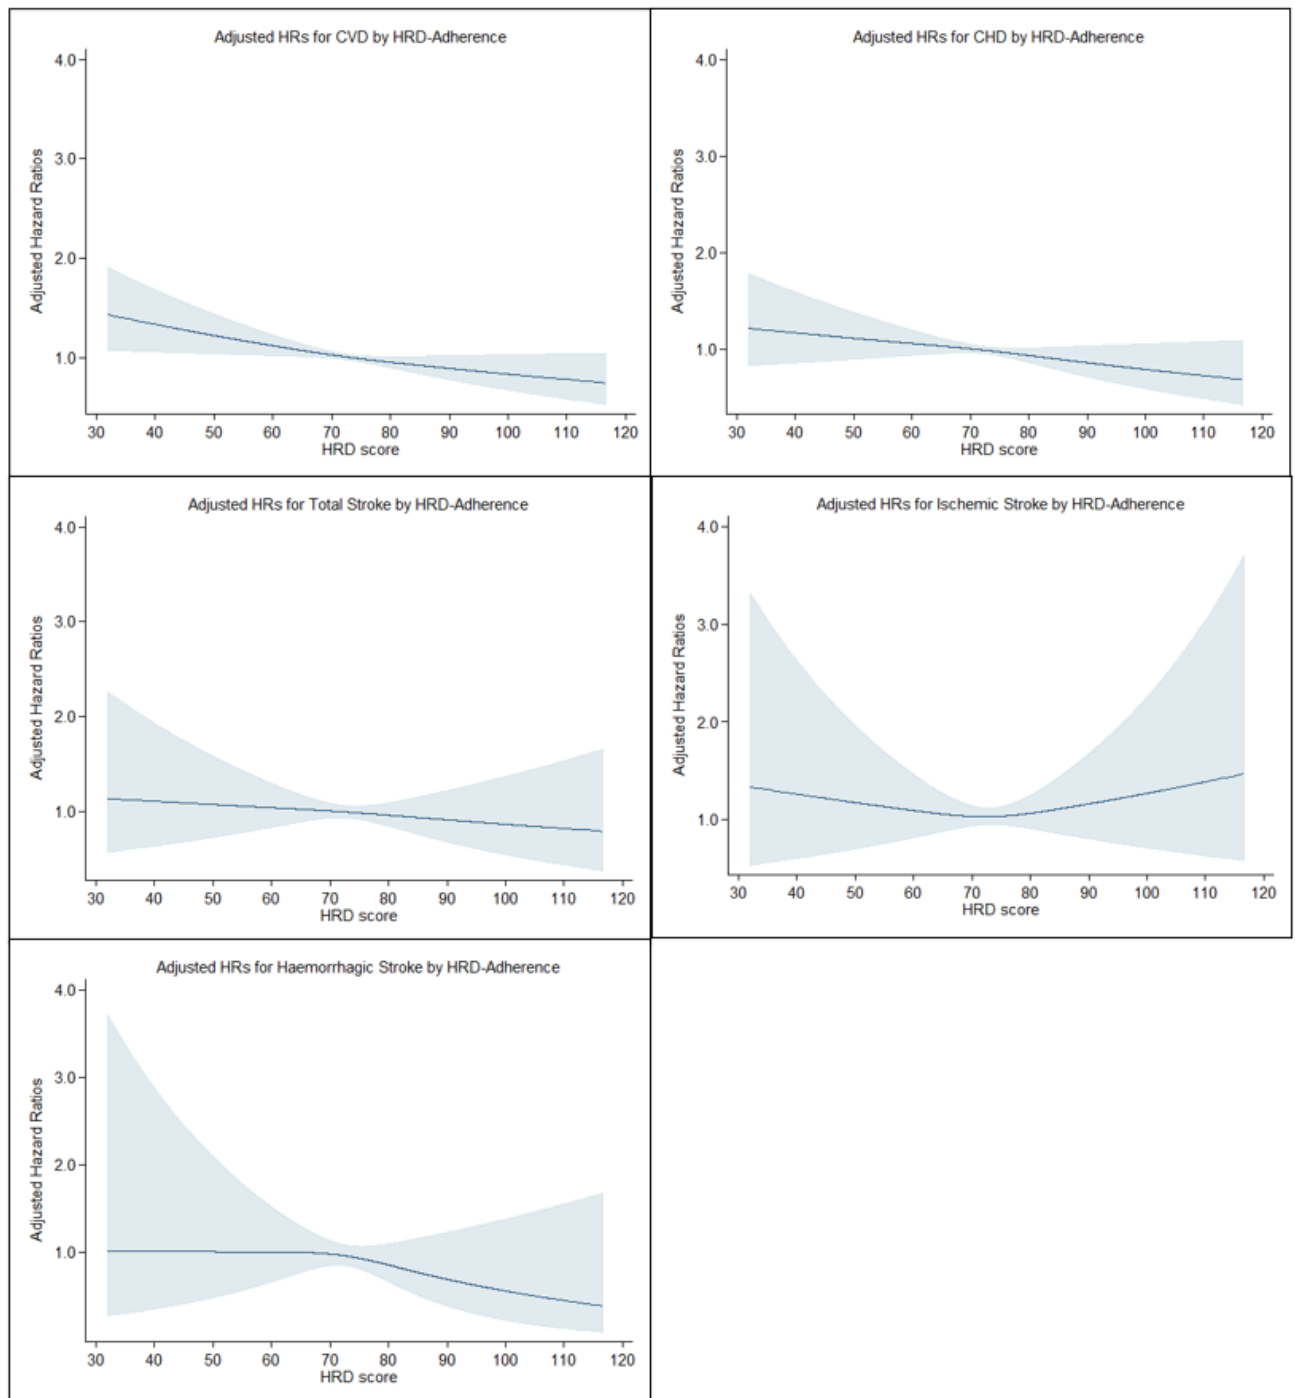 Adjusted HRs for CVD by HRD-Adherence
4.0
3.0
2.0
1.0
Adjusted Hazard Ratios
30 40 50 60 70 80 90 100 110 120
HRD score
Adjusted HRs for CHD by HRD-Adherence
4.0
3.0
2.0
1.0
Adjusted Hazard Ratios
30 40 50 60 70 80 90 100 110 120
HRD score
Adjusted HRs for Total Stroke by HRD-Adherence
4.0
3.0
2.0
1.0
Adjusted Hazard Ratios
30 40 50 60 70 80 90 100 110 120
HRD score
Adjusted HRs for Ischemic Stroke by HRD-Adherence
4.0
3.0
2.0
1.0
Adjusted Hazard Ratios
30 40 50 60 70 80 90 100 110 120
HRD score
Adjusted HRs for Haemorrhagic Stroke by HRD-Adherence
4.0
3.0
2.0
1.0
Adjusted Hazard Ratios
30 40 50 60 70 80 90 100 110 120
HRD score